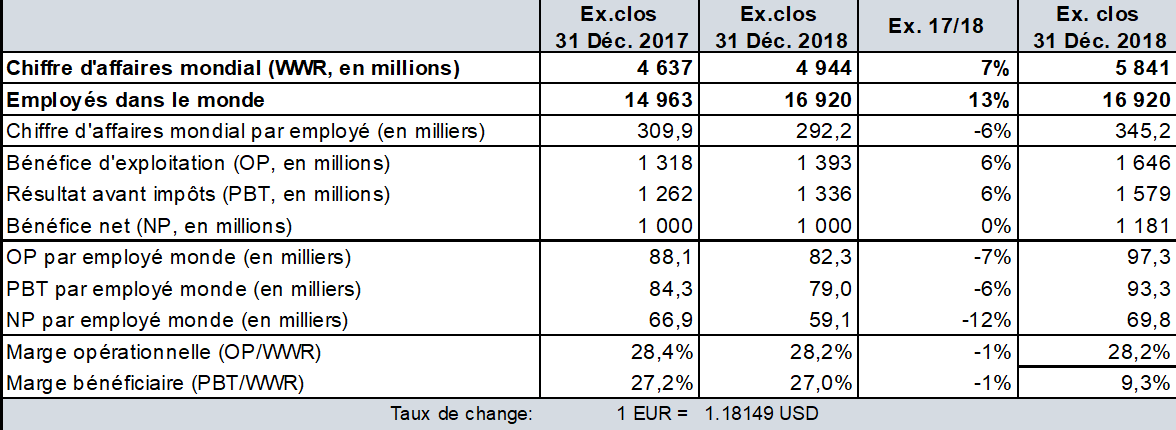 Ex.clos Ex.clos Ex. 17/18 Ex. clos
31 Déc. 2017 31 Déc. 2018 31 Déc. 2018
Chiffre d'affaires mondial (WWR, en millions) 4 637 4 944 7% 5 841
Employés dans le monde 14 963 16 920 13% 16 920
Chiffre d'affaires mondial par employé (en milliers) 309,9 292,2 -6% 345,2
Bénéfice d'exploitation (OP, en millions) 1 318 1 393 6% 1 646
Résultat avant impôts (PBT, en millions) 1 262 1 336 6% 1 579
Bénéfice net (NP, en millions) 1 000 1 000 0% 1 181
OP par employé monde (en milliers) 88,1 82,3 -7% 97,3
PBT par employé monde (en milliers) 84,3 79,0 -6% 93,3
NP par employé monde (en milliers) 66,9 59,1 -12% 69,8
Marge opérationnelle (OP/WWR) 28,4% 28,2% -1% 28,2%
Marge bénéficiaire (PBT/WWR) 27,2% 27,0% -1% 9,3%
Taux de change: 1 EUR = 1.18149 USD